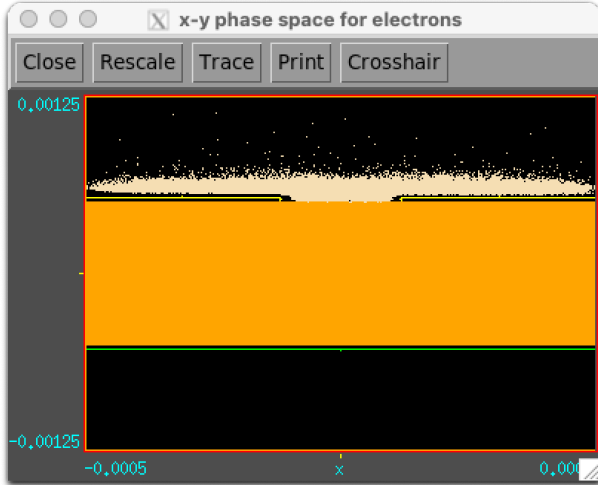 x-y phase space for electrons
Close Rescale Trace Print Crosshair
0.00125
-0.00125
-0.0005 x